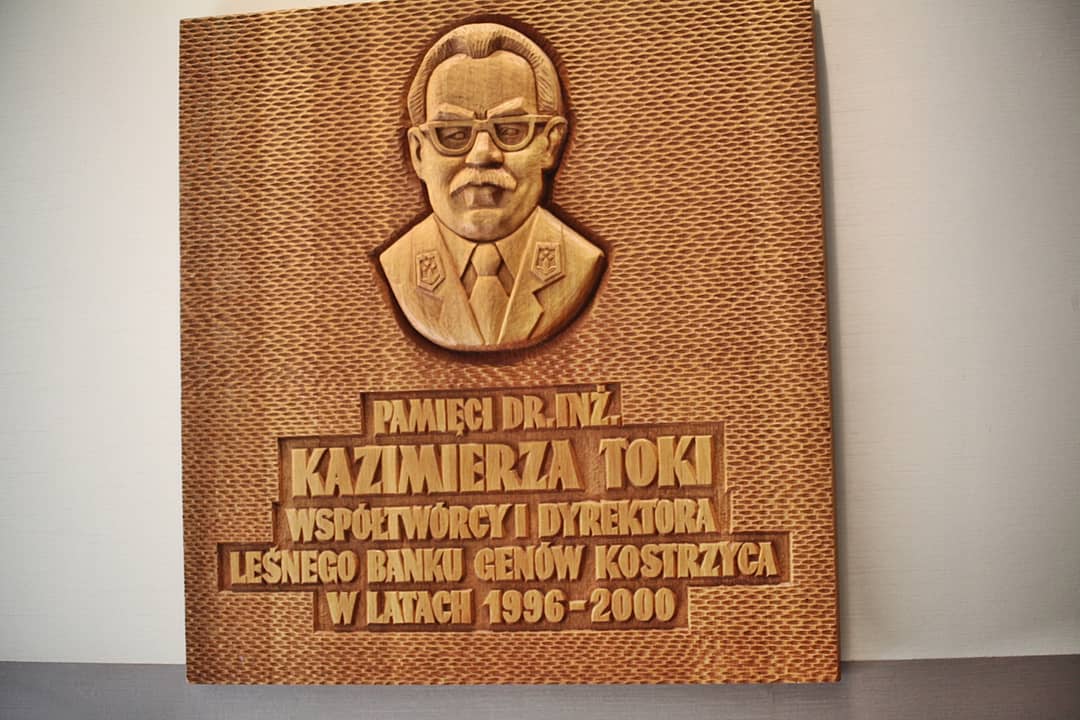 PAMIĘCI DR.INŻ.
KAZIMIERZA TOKI
WSPÓŁTWÓRCY I DYREKTORA
LEŚNEGO BANKU GENÓW KOSTRZYCA
W LATACH 1996-2000